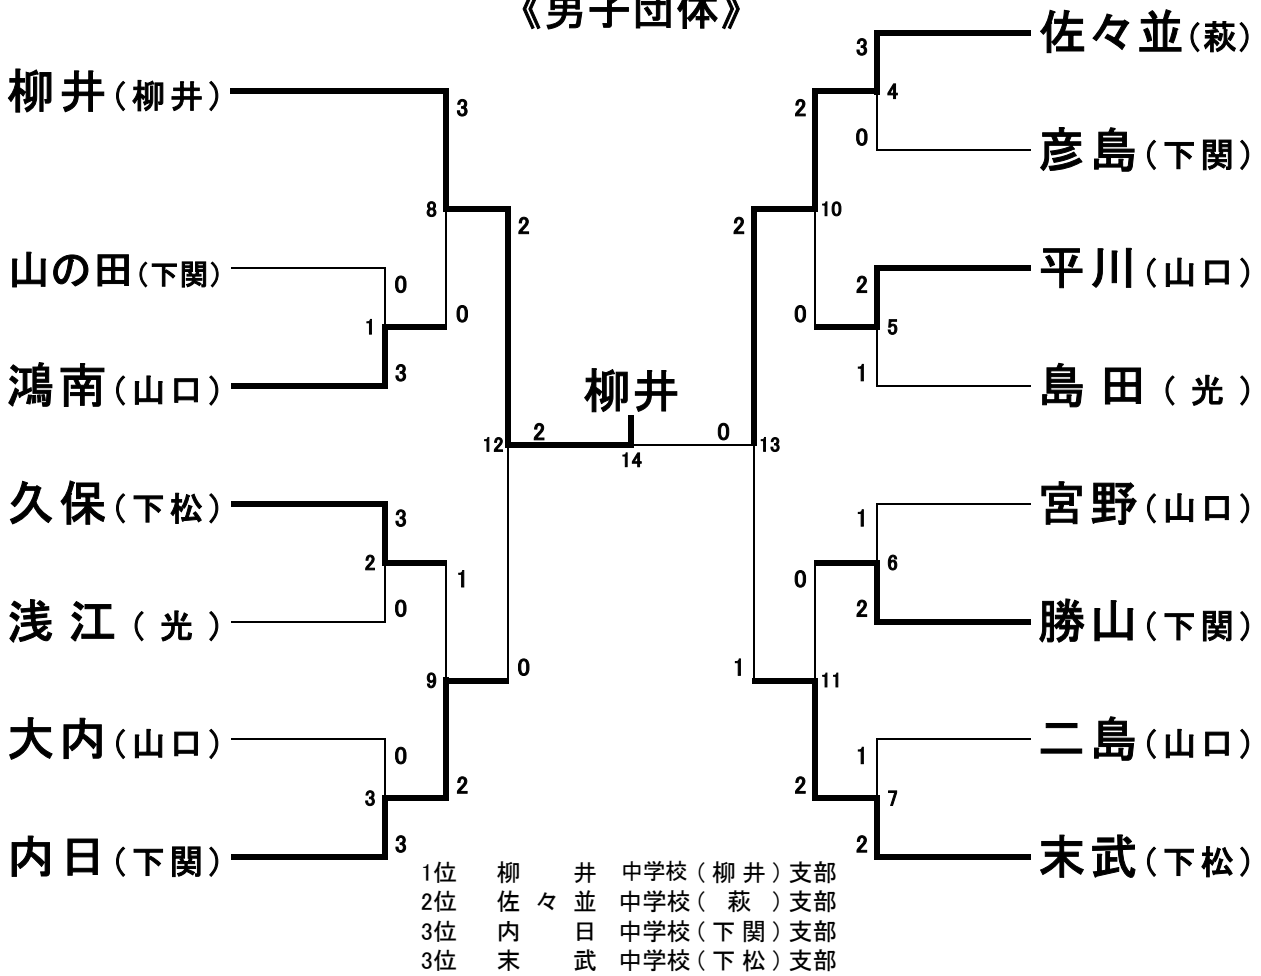 《男子団体》
柳井（柳井）
山の田（下関）
鴻南（山口）
久保（下松）
浅江（光）
大内（山口）
内日（下関）
3
8
2
0
0
1
3
3
2
0
1
9
0
0
3
2
3
12
2
柳井
14
0
13
佐々並（萩）
彦島（下関）
平川（山口）
島田（光）
宮野（山口）
勝山（下関）
二島（山口）
末武（下松）
3
4
0
2
10
2
0
2
5
1
1
6
2
0
1
11
2
1
7
2
1位 柳井 中学校（柳井）支部
2位 佐々並 中学校（萩）支部
3位 内日 中学校（下関）支部
3位 末武 中学校（下松）支部